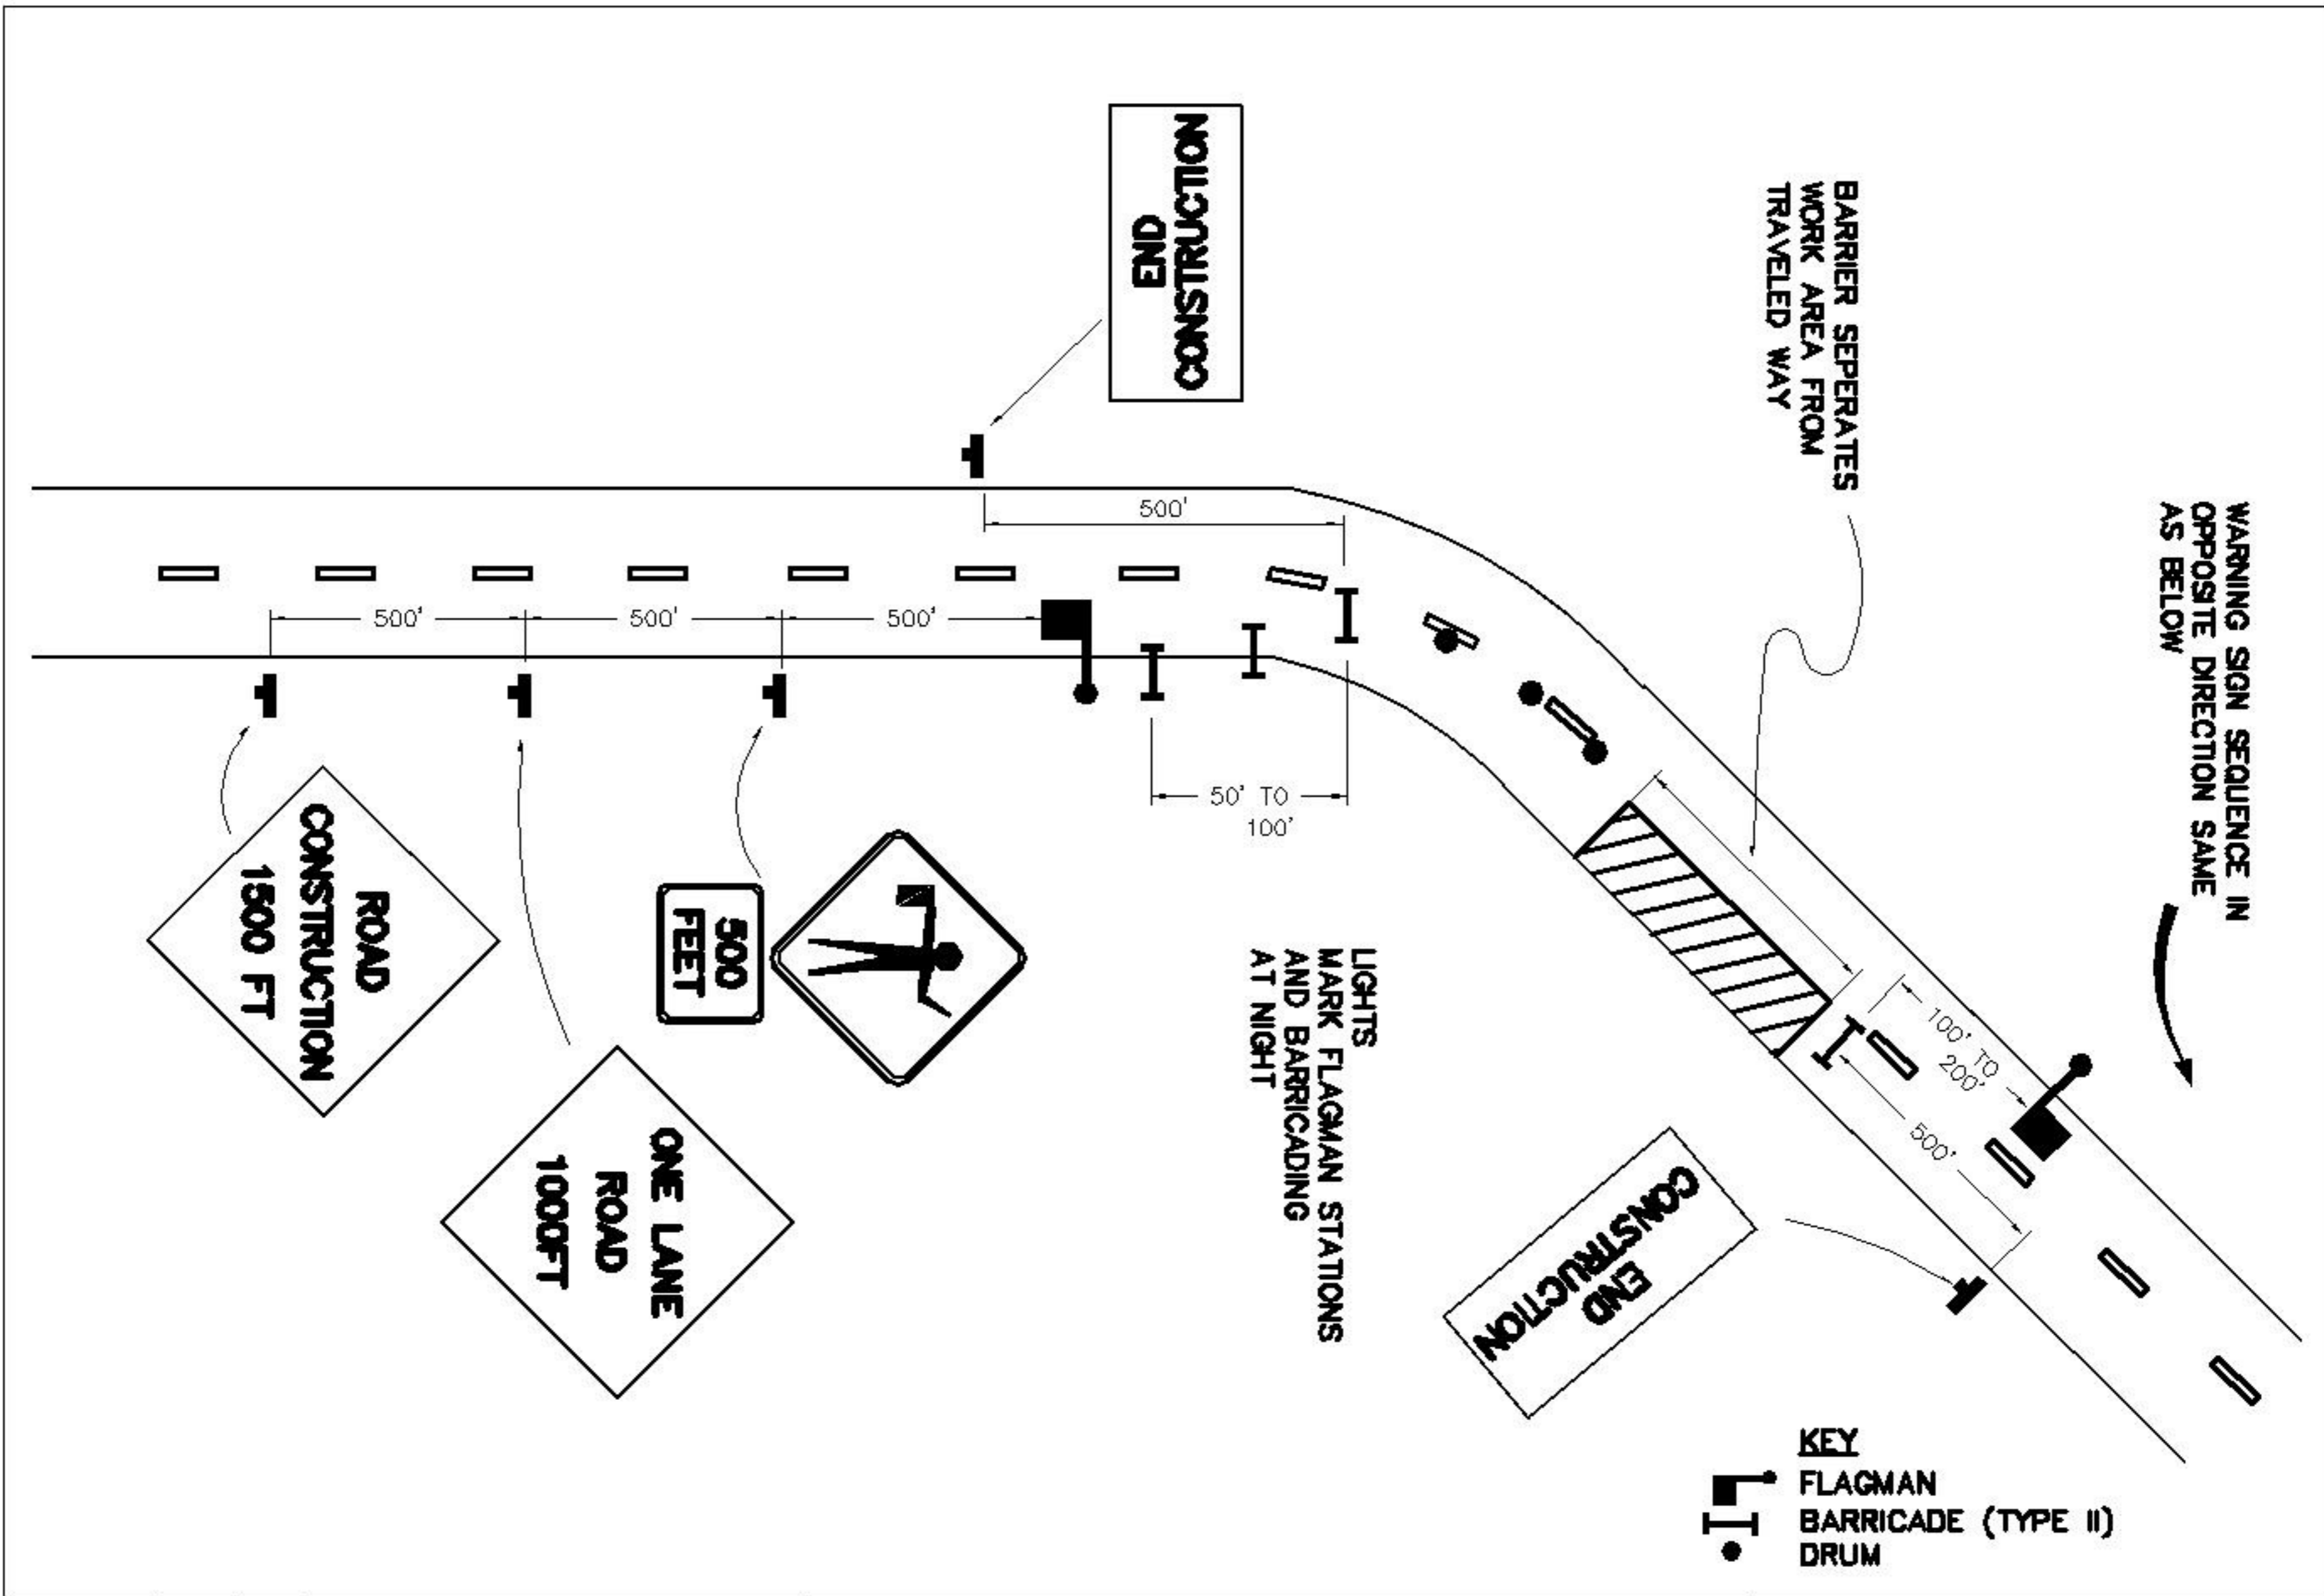 END
CONSTRUCTION
BARRIER SEPERATES
WORK AREA FROM
TRAVELED WAY
WARNING SIGN SEQUENCE IN
OPPOSITE DIRECTION SAME
AS BELOW
500'
500'
500'
500'
50' TO
100'
100' TO
200'
500'
ROAD
CONSTRUCTION
1500 FT
ONE LANE
ROAD
1000FT
500
FEET
LIGHTS
MARK FLAGMAN STATIONS
AND BARRICADING
AT NIGHT
END
CONSTRUCTION
KEY
FLAGMAN
BARRICADE (TYPE II)
DRUM